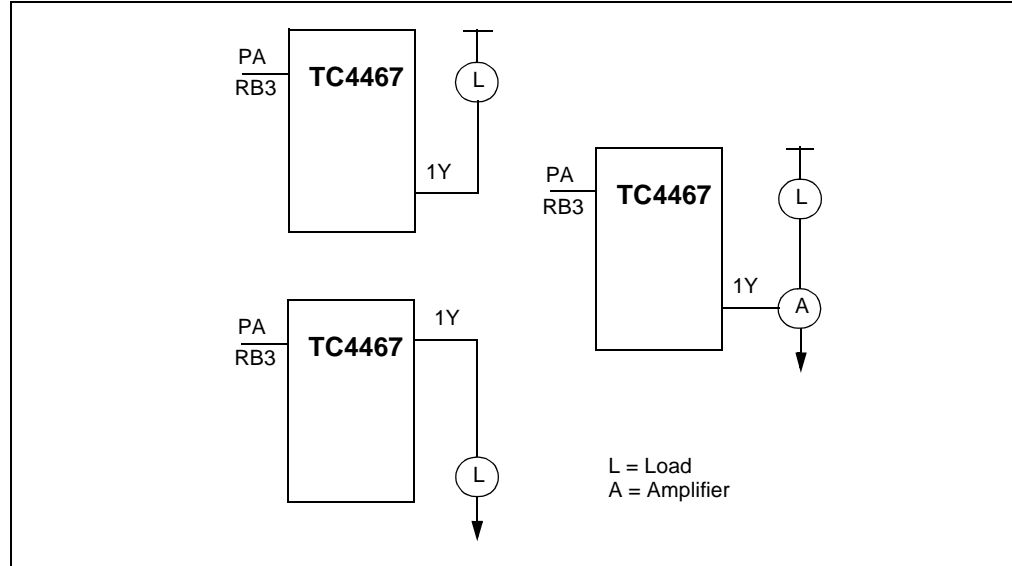 PA
RB3
TC4467
L
1Y
PA
RB3
TC4467
L
1Y
A
PA
RB3
TC4467
1Y
L
L = Load
A = Amplifier